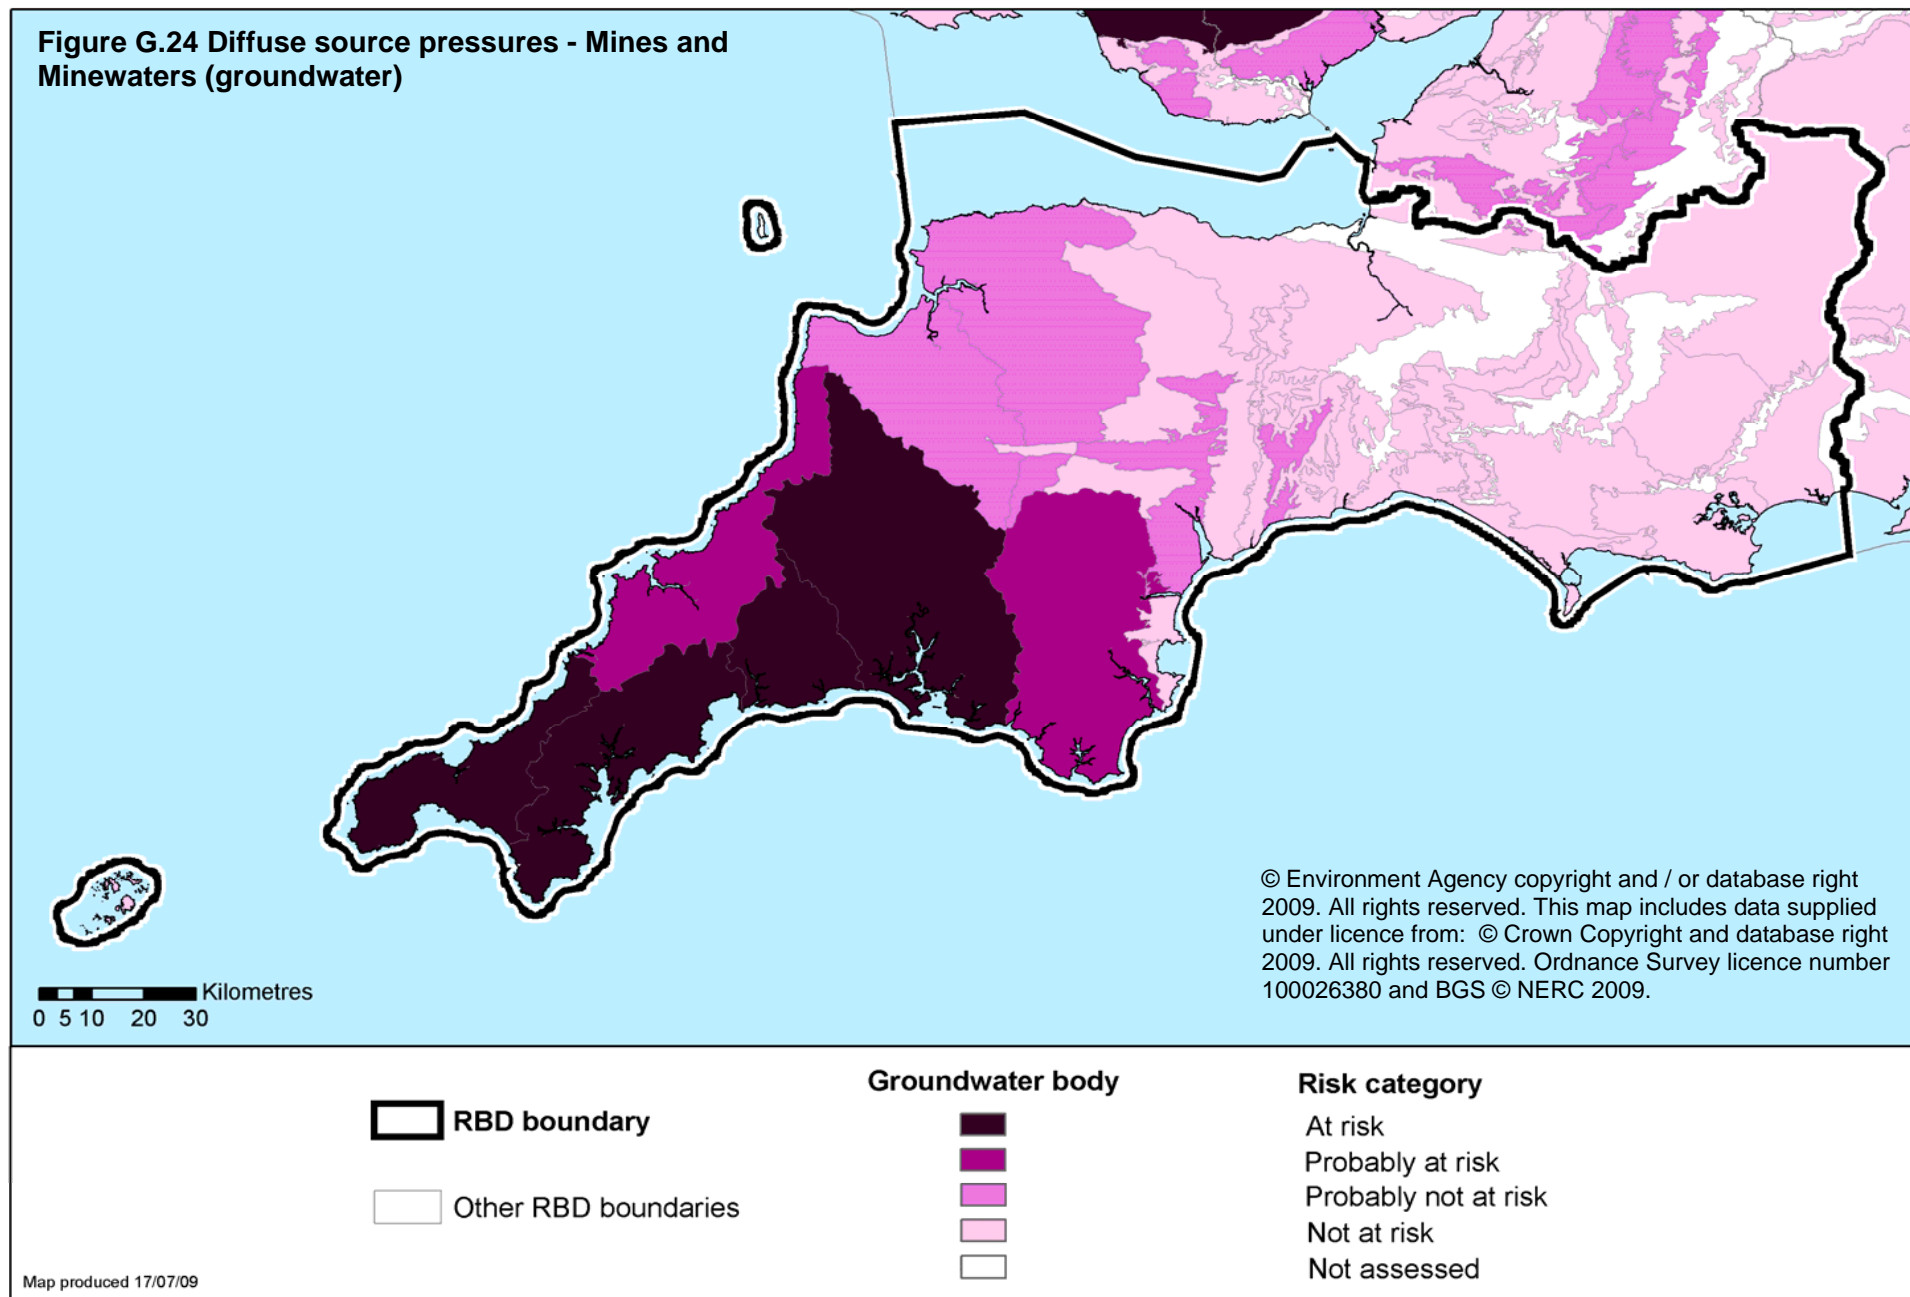 Figure G.24 Diffuse source pressures - Mines and
Minewaters (groundwater)
© Environment Agency copyright and / or database right
2009. All rights reserved. This map includes data supplied
under licence from:  © Crown Copyright and database right
2009. All rights reserved. Ordnance Survey licence number
100026380 and BGS © NERC 2009.
Kilometres
0 5 10 20 30
RBD boundary
Other RBD boundaries
Groundwater body
Risk category
At risk
Probably at risk
Probably not at risk
Not at risk
Not assessed
Map produced 17/07/09